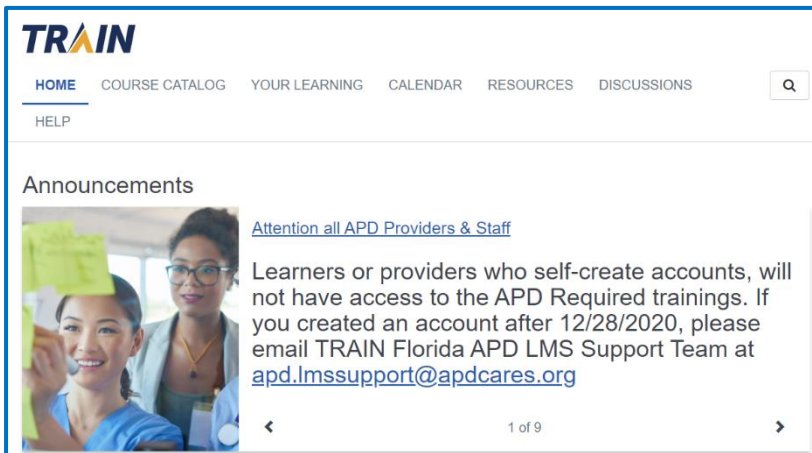 TRAIN
HOME COURSE CATALOG YOUR LEARNING CALENDAR RESOURCES DISCUSSIONS
HELP
Announcements
Attention all APD Providers & Staff
Learners or providers who self-create accounts, will
not have access to the APD Required trainings. If
you created an account after 12/28/2020, please
email TRAIN Florida APD LMS Support Team at
apd.lmssupport@apdcares.org
1 of 9